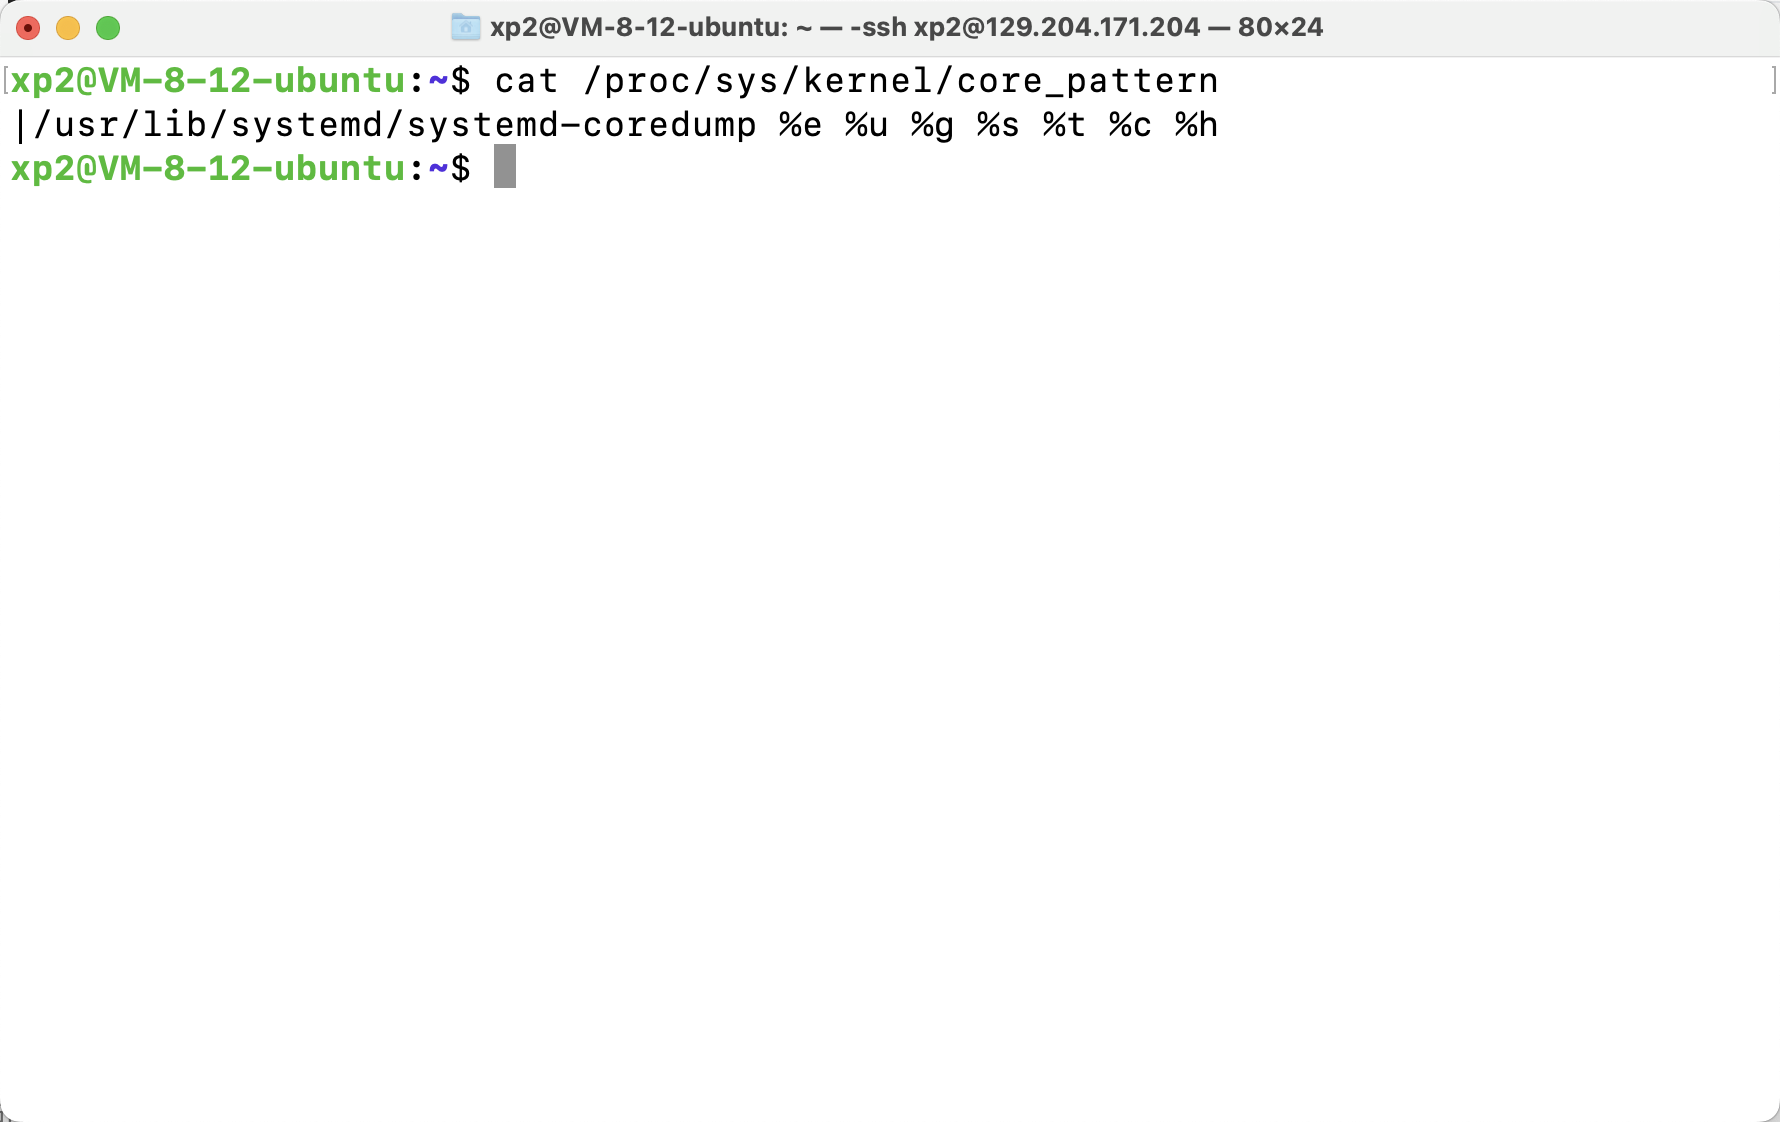 xp2@VM-8-12-ubuntu: ~ — -ssh xp2@129.204.171.204 — 80×24
[xp2@VM-8-12-ubuntu:~$ cat /proc/sys/kernel/core_pattern ]
|/usr/lib/systemd/systemd-coredump %e %u %g %s %t %c %h
xp2@VM-8-12-ubuntu:~$